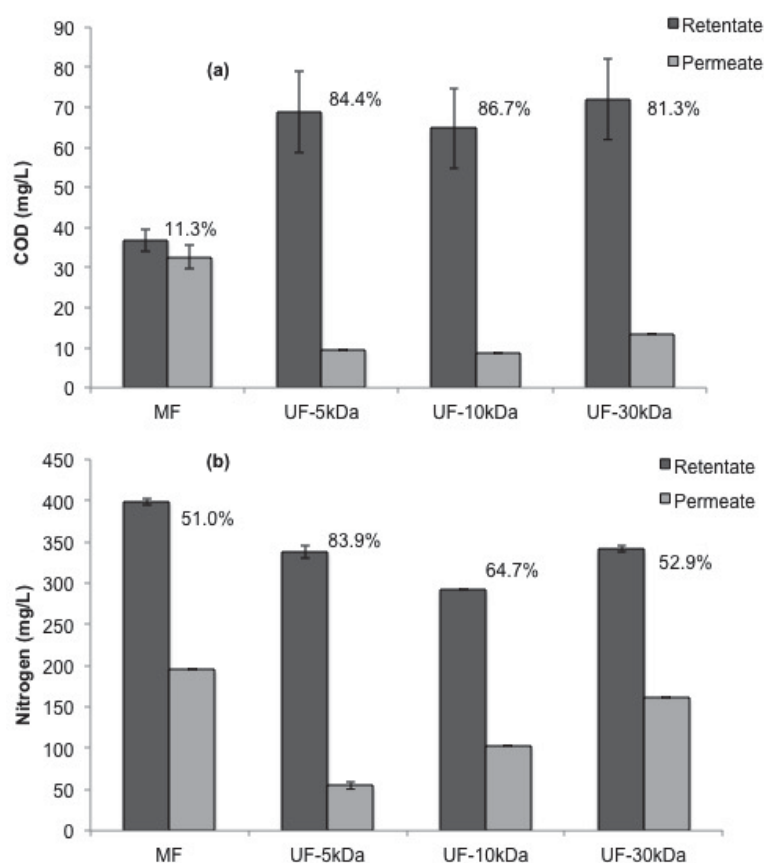 90
80
70
60
50
40
30
20
10
0
COD (mg/L)
(a)
Retentate
Permeate
11.3%
84.4%
86.7%
81.3%
MF UF-5kDa UF-10kDa UF-30kDa
450
400
350
300
250
200
150
100
50
0
Nitrogen (mg/L)
(b)
Retentate
Permeate
51.0%
83.9%
64.7%
52.9%
MF UF-5kDa UF-10kDa UF-30kDa